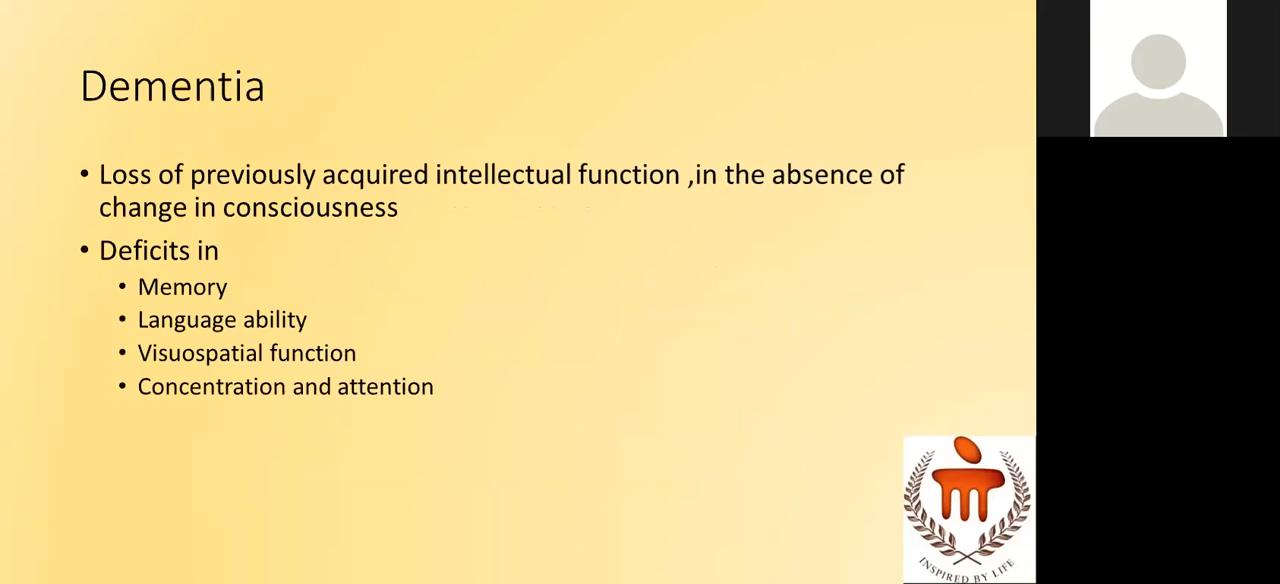 Dementia
• Loss of previously acquired intellectual function ,in the absence of
change in consciousness
• Deficits in
• Memory
• Language ability
• Visuospatial function
• Concentration and attention
INSPIRED BY LIFE